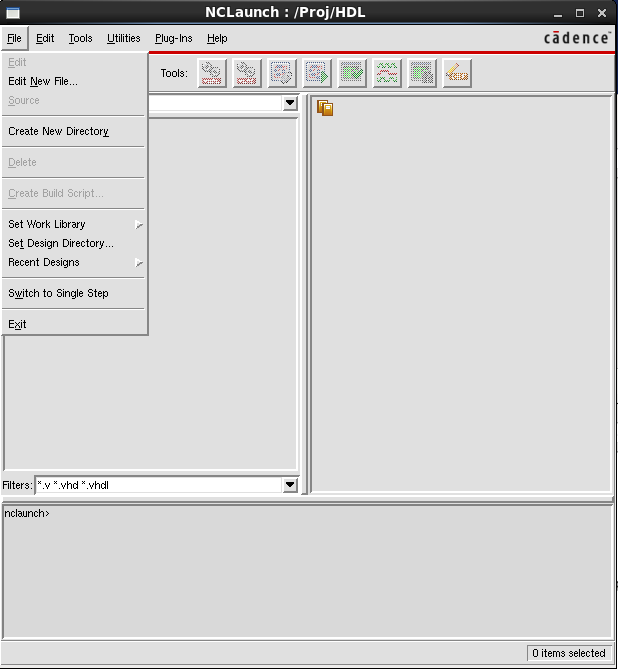 NCLaunch : /Proj/HDL
File Edit Tools Utilities Plug-Ins Help
cādence™
Edit
Edit New File...
Source
Create New Directory
Delete
Create Build Script...
Set Work Library
Set Design Directory...
Recent Designs
Switch to Single Step
Exit
Tools:
Filters: *.v *.vhd *.vhdl
nclaunch>
0 items selected